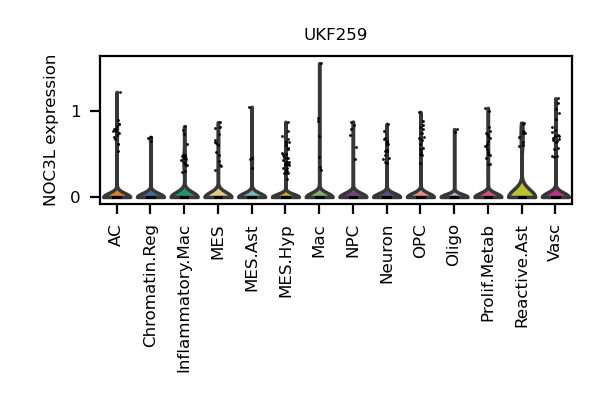 UKF259
NOC3L expression
1
0
AC
Chromatin.Reg
Inflammatory.Mac
MES
MES.Ast
MES.Hyp
Mac
NPC
Neuron
OPC
Oligo
Prolif.Metab
Reactive.Ast
Vasc